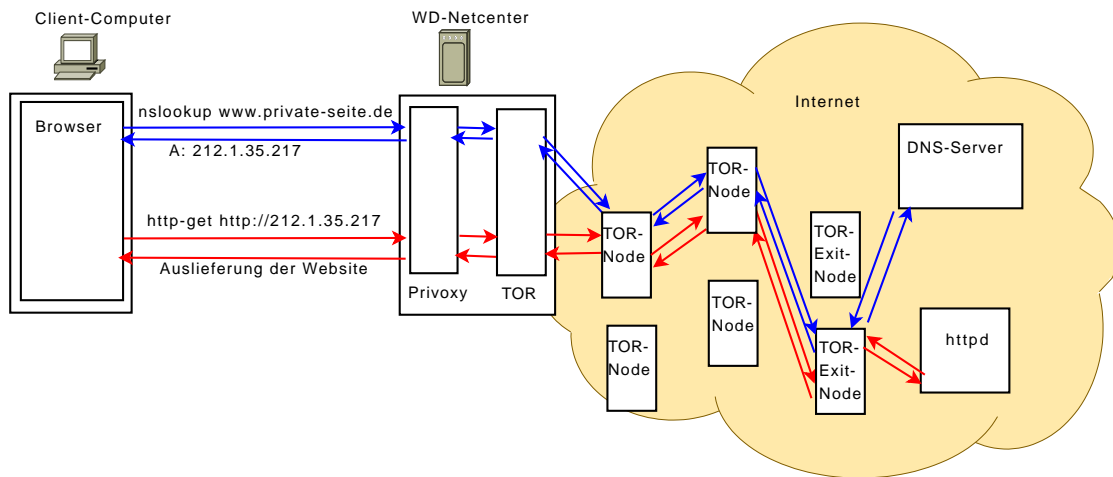 Client-Computer
WD-Netcenter
Internet
Browser
nslookup www.private-seite.de
A: 212.1.35.217
http-get http://212.1.35.217
Auslieferung der Website
Privoxy
TOR
TOR-
Node
TOR-
Node
TOR-
Node
TOR-
Node
TOR-
Exit-
Node
TOR-
Exit-
Node
DNS-Server
httpd